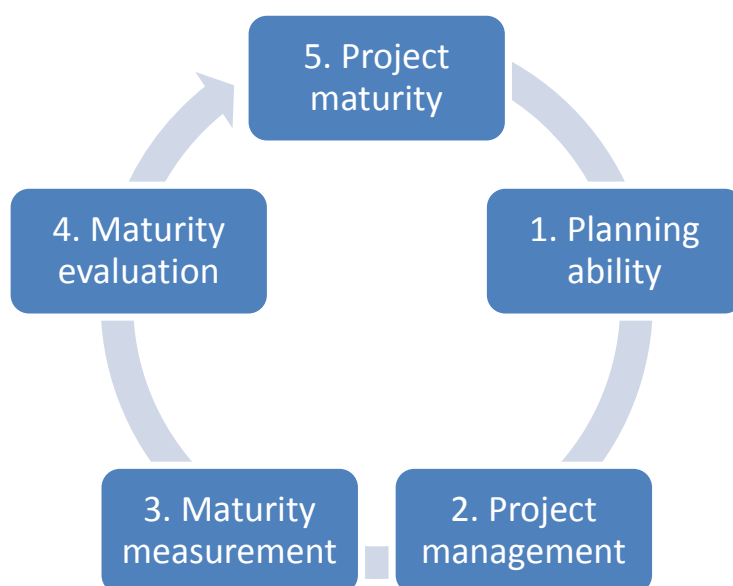 5. Project
maturity
1. Planning
ability
2. Project
management
3. Maturity
measurement
4. Maturity
evaluation